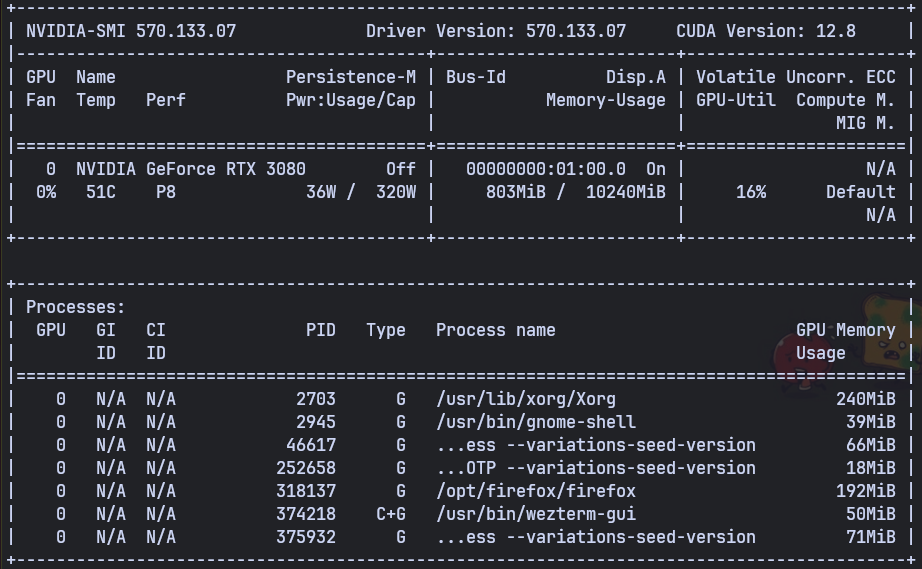 +-----------------------------------------------------------------------------------------+
| NVIDIA-SMI 570.133.07             Driver Version: 570.133.07     CUDA Version: 12.8     |
|-----------------------------------------+------------------------+----------------------+
| GPU  Name                 Persistence-M | Bus-Id          Disp.A | Volatile Uncorr. ECC |
| Fan  Temp   Perf          Pwr:Usage/Cap |           Memory-Usage | GPU-Util  Compute M. |
|                                         |                        |               MIG M. |
|=========================================+========================+======================|
|   0  NVIDIA GeForce RTX 3080        Off |   00000000:01:00.0  On |                  N/A |
|  0%   51C    P8              36W /  320W |     803MiB /  10240MiB |     16%      Default |
|                                         |                        |                  N/A |
+-----------------------------------------+------------------------+----------------------+

+-----------------------------------------------------------------------------------------+
| Processes:                                                                              |
|  GPU   GI   CI              PID   Type   Process name                        GPU Memory |
|        ID   ID                                                               Usage      |
|=========================================================================================|
|    0   N/A  N/A            2703      G   /usr/lib/xorg/Xorg                      240MiB |
|    0   N/A  N/A            2945      G   /usr/bin/gnome-shell                     39MiB |
|    0   N/A  N/A           46617      G   ...ess --variations-seed-version         66MiB |
|    0   N/A  N/A          252658      G   ...OTP --variations-seed-version         18MiB |
|    0   N/A  N/A          318137      G   /opt/firefox/firefox                    192MiB |
|    0   N/A  N/A          374218    C+G   /usr/bin/wezterm-gui                     50MiB |
|    0   N/A  N/A          375932      G   ...ess --variations-seed-version         71MiB |
+-----------------------------------------------------------------------------------------+